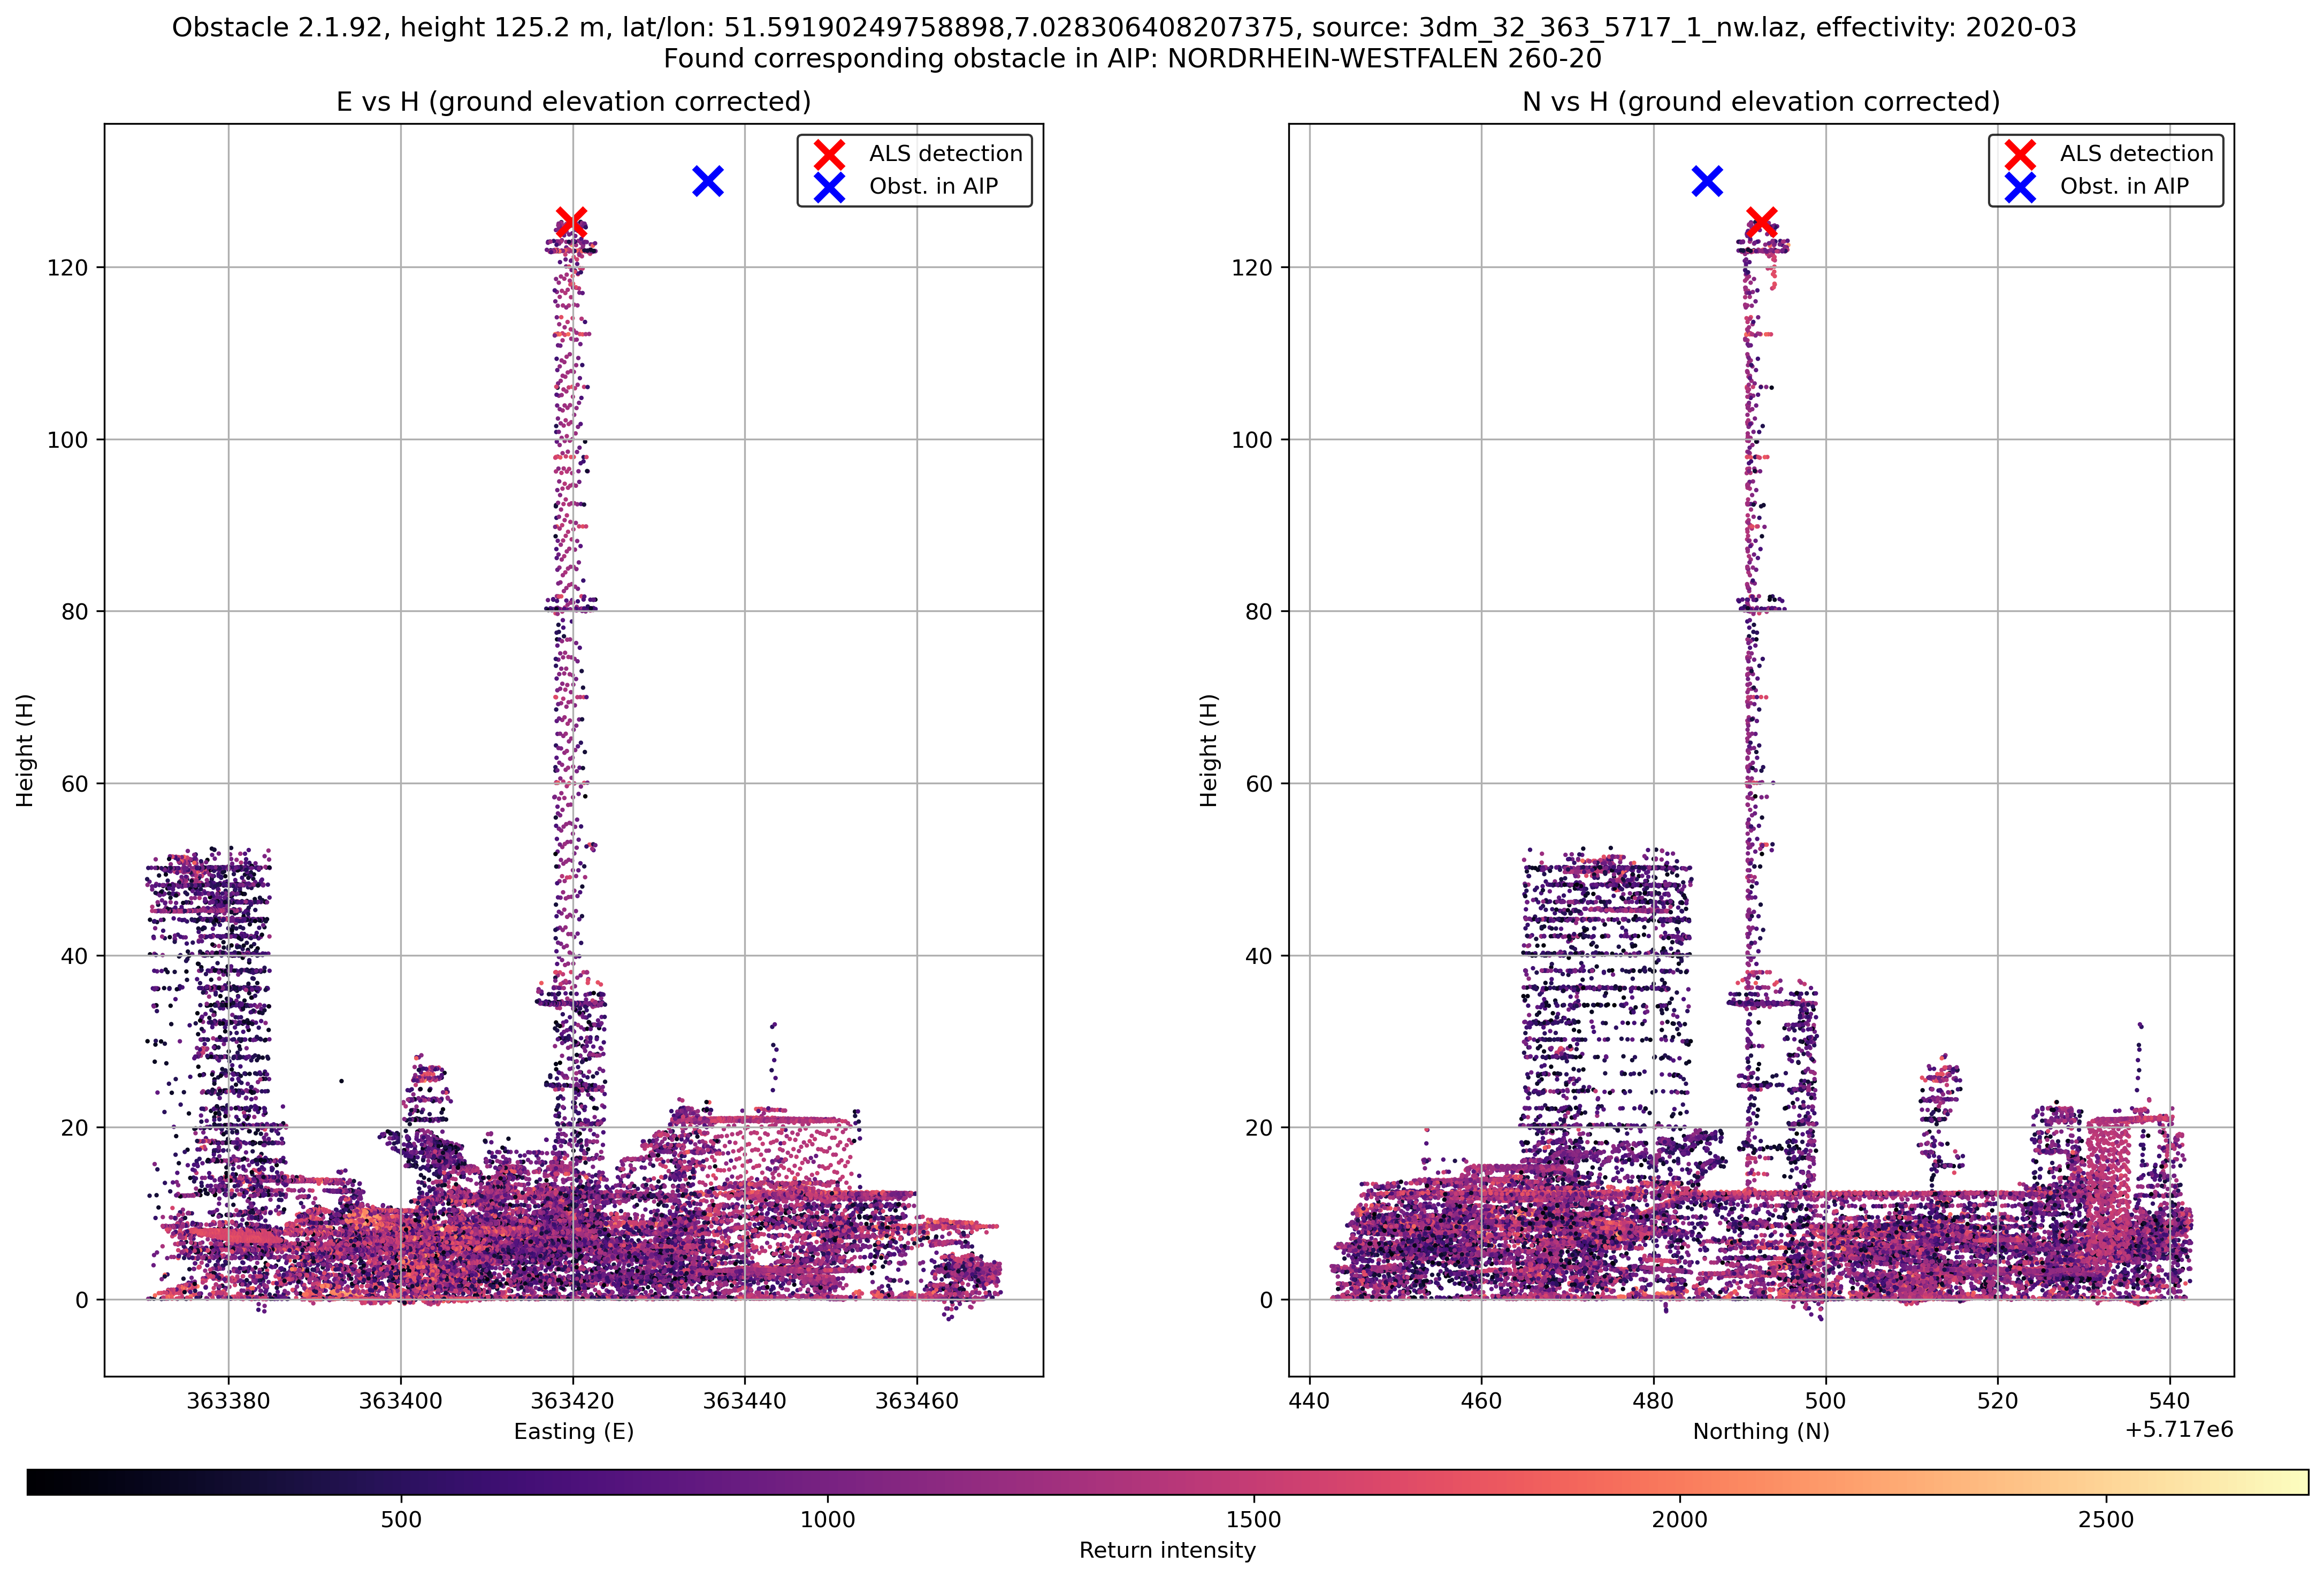 Obstacle 2.1.92, height 125.2 m, lat/lon: 51.59190249758898,7.028306408207375, source: 3dm_32_363_5717_1_nw.laz, effectivity: 2020-03
Found corresponding obstacle in AIP: NORDRHEIN-WESTFALEN 260-20
E vs H (ground elevation corrected)
ALS detection
Obst. in AIP
120
100
80
60
40
20
0
Height (H)
363380 363400 363420 363440 363460
Easting (E)
N vs H (ground elevation corrected)
ALS detection
Obst. in AIP
120
100
80
60
40
20
0
Height (H)
440 460 480 500 520 540
Northing (N)
+5.717e6
500 1000 1500 2000 2500
Return intensity